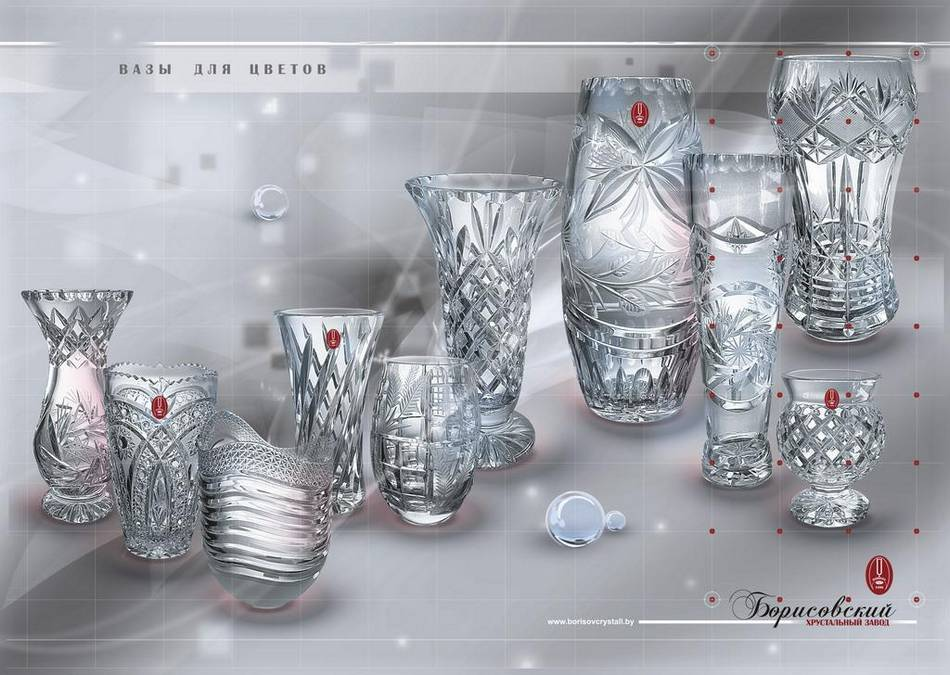 ВАЗЫ ДЛЯ ЦВЕТОВ
www.borisovcrystall.by
Борисовский
ХРУСТАЛЬНЫЙ ЗАВОД